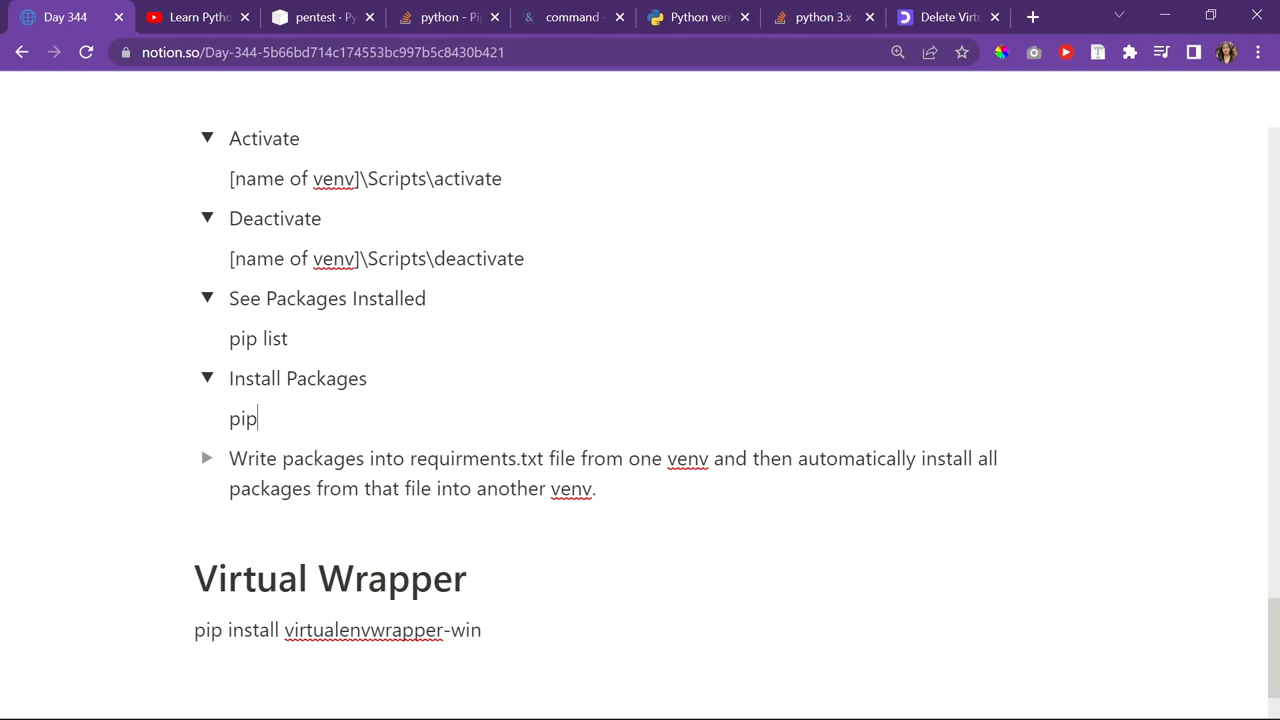 Day 344
Learn Pytho
pentest · Py
python - Pip
command -
Python ver
python 3.x
Delete Virtu
notion.so/Day-344-5b66bd714c174553bc997b5c8430b421
Activate
[name of venv]\Scripts\activate
Deactivate
[name of venv]\Scripts\deactivate
See Packages Installed
pip list
Install Packages
pip
Write packages into requirments.txt file from one venv and then automatically install all
packages from that file into another venv.
Virtual Wrapper
pip install virtualenvwrapper-win